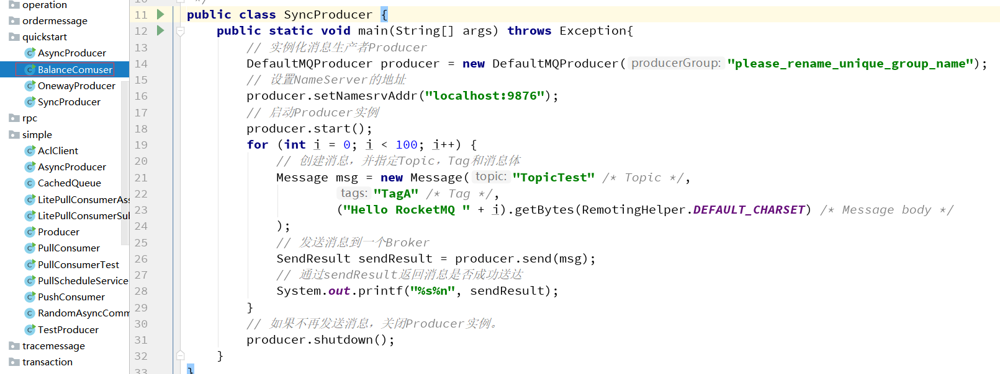 operation
ordermessage
quickstart
AsyncProducer
BalanceComuser
OnewayProducer
SyncProducer
rpc
simple
AclClient
AsyncProducer
CachedQueue
LitePullConsumerAss
LitePullConsumerSul
Producer
PullConsumer
PullConsumerTest
PullScheduleService
PushConsumer
RandomAsyncComm
TestProducer
tracemessage
transaction
10 */
11 public class SyncProducer {
12 public static void main(String[] args) throws Exception{
13 // 实例化消息生产者Producer
14 DefaultMQProducer producer = new DefaultMQProducer( producerGroup: "please_rename_unique_group_name");
15 // 设置NameServer的地址
16 producer.setNamesrvAddr("localhost:9876");
17 // 启动Producer实例
18 producer.start();
19 for (int i = 0; i < 100; i++) {
20 // 创建消息，并指定Topic，Tag和消息体
21 Message msg = new Message( topic: "TopicTest" /* Topic */,
22 tags: "TagA" /* Tag */,
23 ("Hello RocketMQ " + i).getBytes(RemotingHelper.DEFAULT_CHARSET) /* Message body */
24 );
25 // 发送消息到一个Broker
26 SendResult sendResult = producer.send(msg);
27 // 通过sendResult返回消息是否成功送达
28 System.out.printf("%s%n", sendResult);
29 }
30 // 如果不再发送消息，关闭Producer实例。
31 producer.shutdown();
32 }
33 }